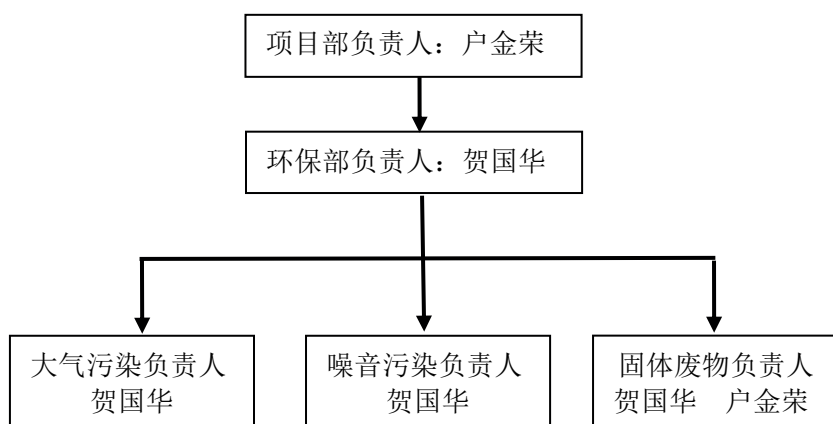 项目部负责人：户金荣
环保部负责人：贺国华
大气污染负责人
贺国华
噪音污染负责人
贺国华
固体废物负责人
贺国华 户金荣